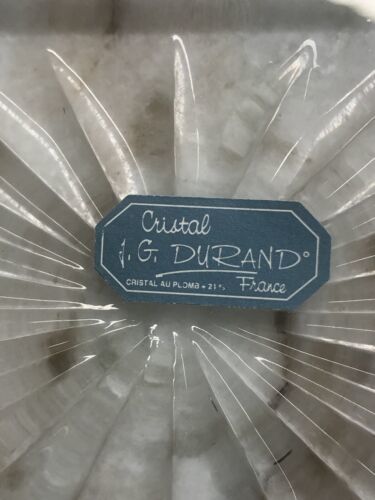 Cristal
J. G. DURAND®
CRISTAL AU PLOMB + 21%
France